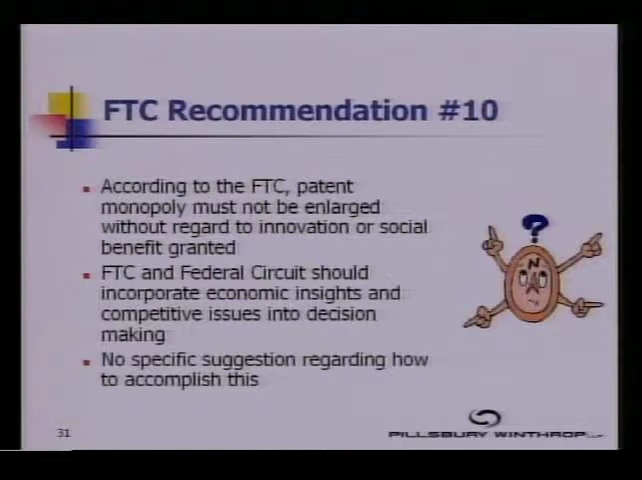 FTC Recommendation #10
According to the FTC, patent
monopoly must not be enlarged
without regard to innovation or social
benefit granted
FTC and Federal Circuit should
incorporate economic insights and
competitive issues into decision
making
No specific suggestion regarding how
to accomplish this
?
N
31
PILLSBURY WINTHROP